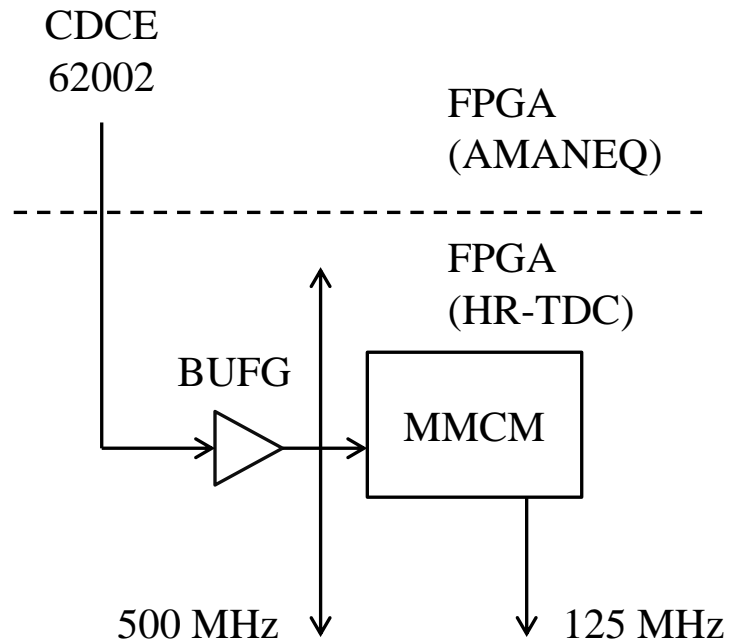 CDCE
62002
FPGA
(AMANEQ)
FPGA
(HR-TDC)
BUFG
MMCM
500 MHz
125 MHz